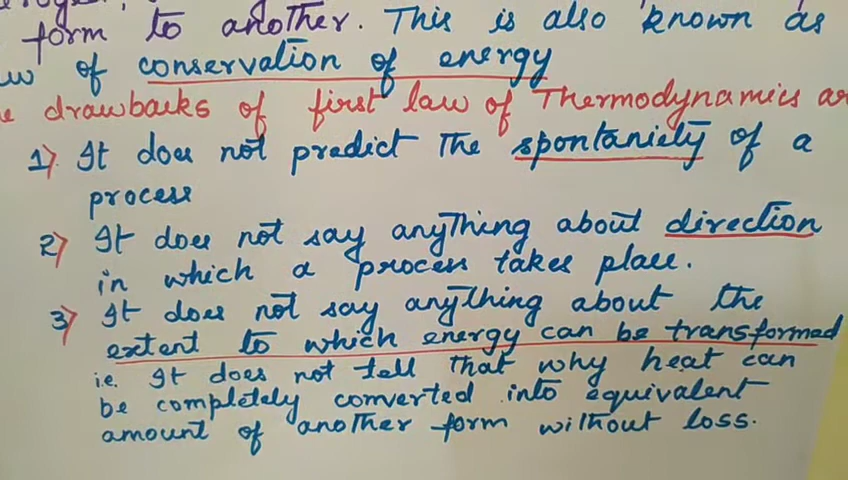 form to another. This is also known as
of conservation of energy
drawbacks of first law of Thermodynamics
1) It does not predict the spontaniety of a
process
2) It does not say anything about direction
in which a process takes place.
3) It does not say anything about the
extent to which energy can be transformed
i.e. It does not tell that why heat can
be completely converted into equivalent
amount of another form without loss.